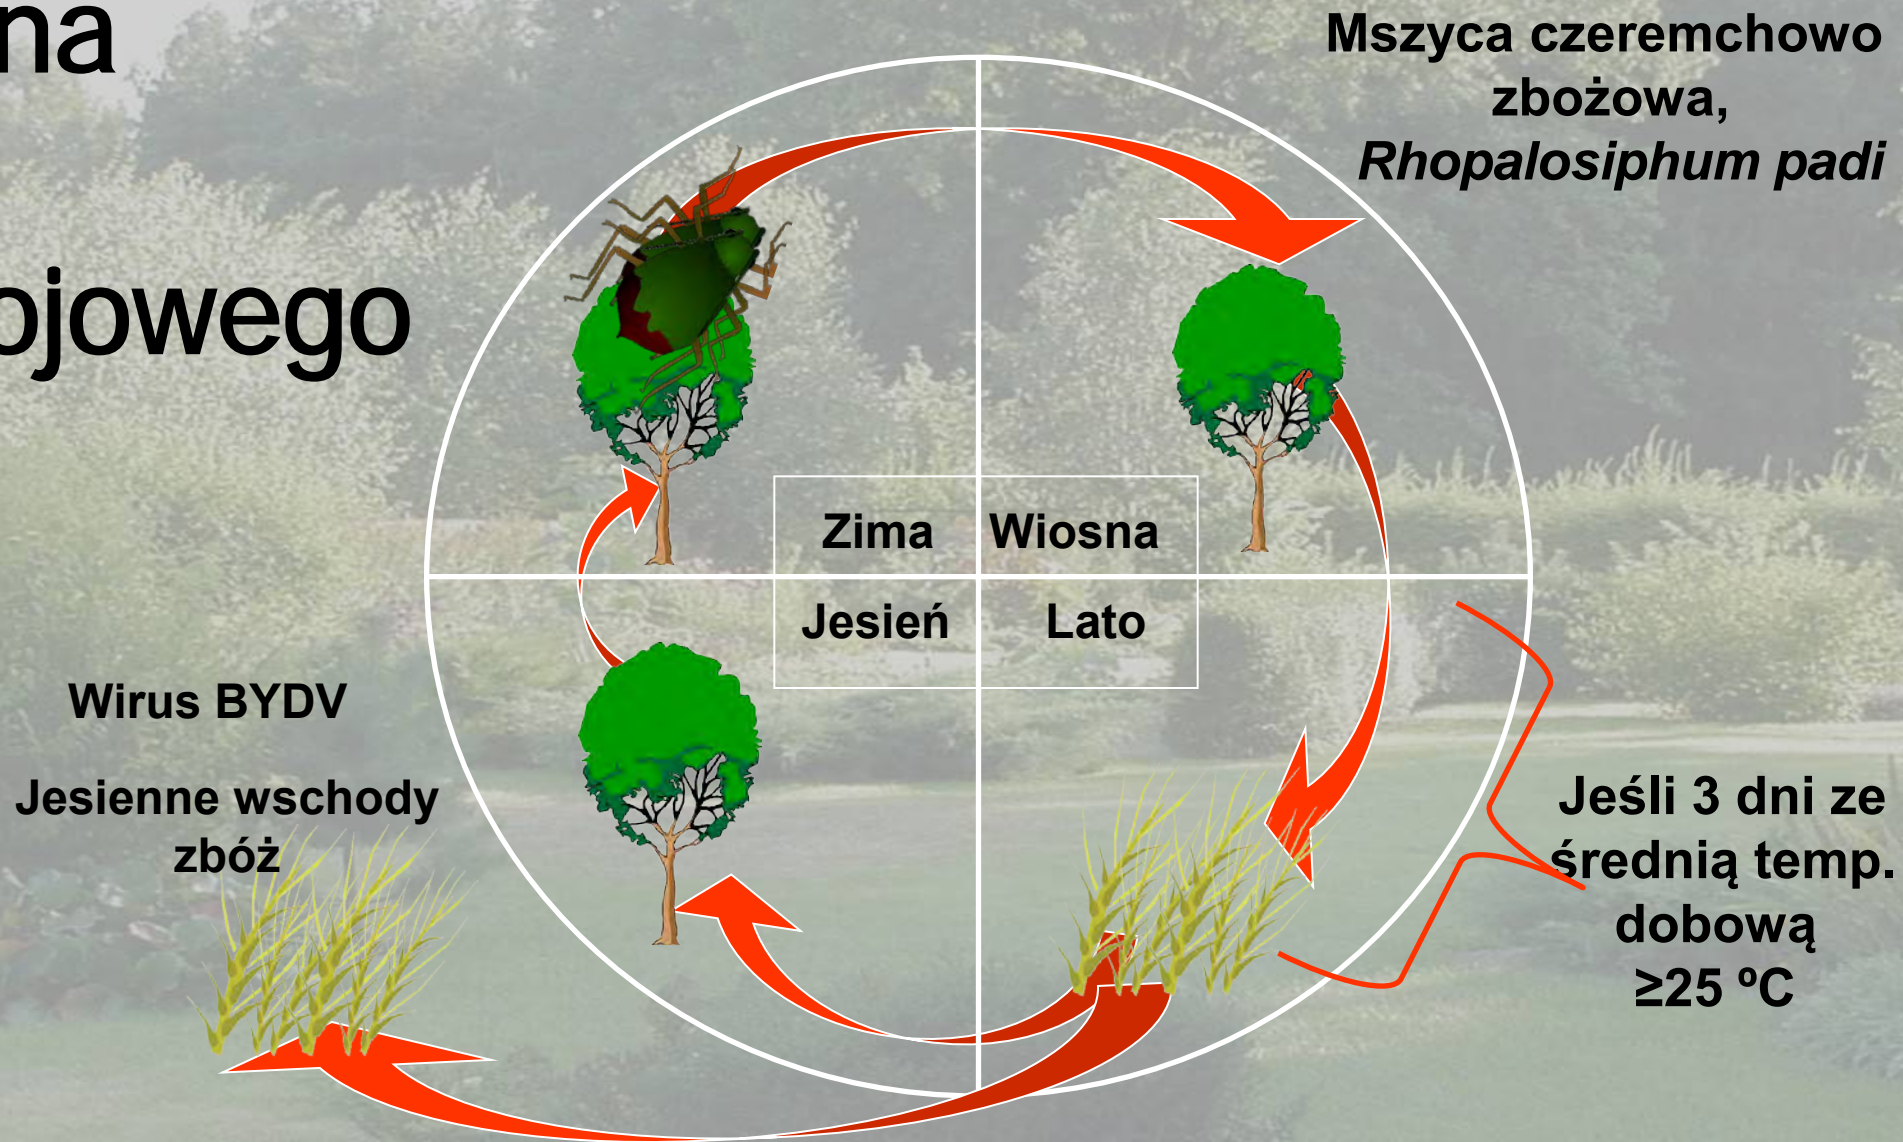 na
ojowego
Mszyca czeremchowo
zbożowa,
Rhopalosiphum padi
Zima
Wiosna
Jesień
Lato
Wirus BYDV
Jesienne wschody
zbóż
Jeśli 3 dni ze
średnią temp.
dobową
≥25 ºC